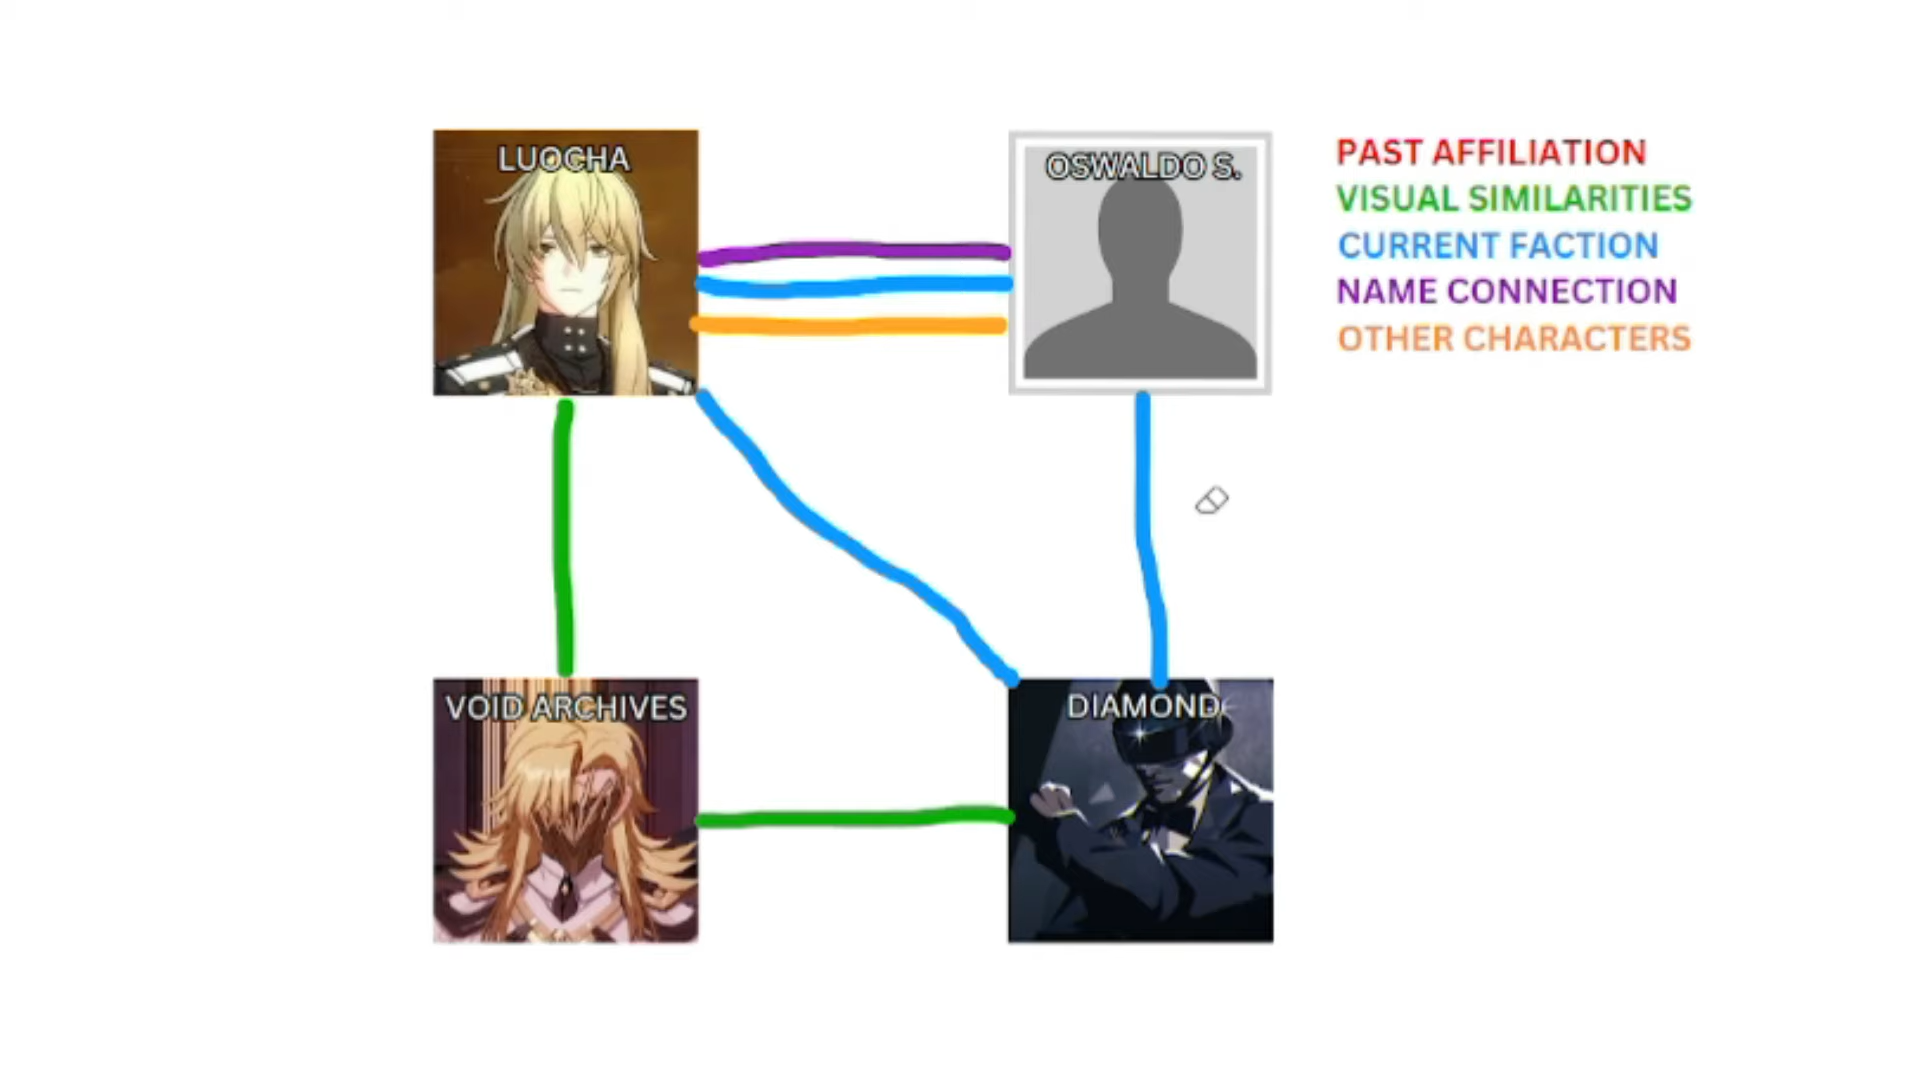 LUOCHA
OSWALDO S.
PAST AFFILIATION
VISUAL SIMILARITIES
CURRENT FACTION
NAME CONNECTION
OTHER CHARACTERS
VOID ARCHIVES
DIAMOND